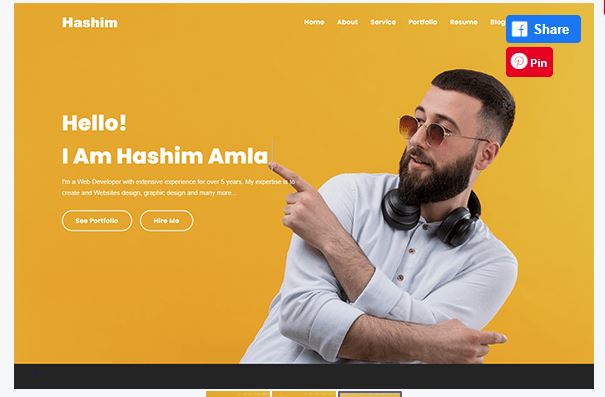 Hashim
Home About Service Portfolio Resume Blog
Share
Pin
Hello!
I Am Hashim Amla
I'm a Web Developer with extensive experience for over 5 years. My expertise is to
create and Websites design, graphic design and many more...
See Portfolio Hire Me